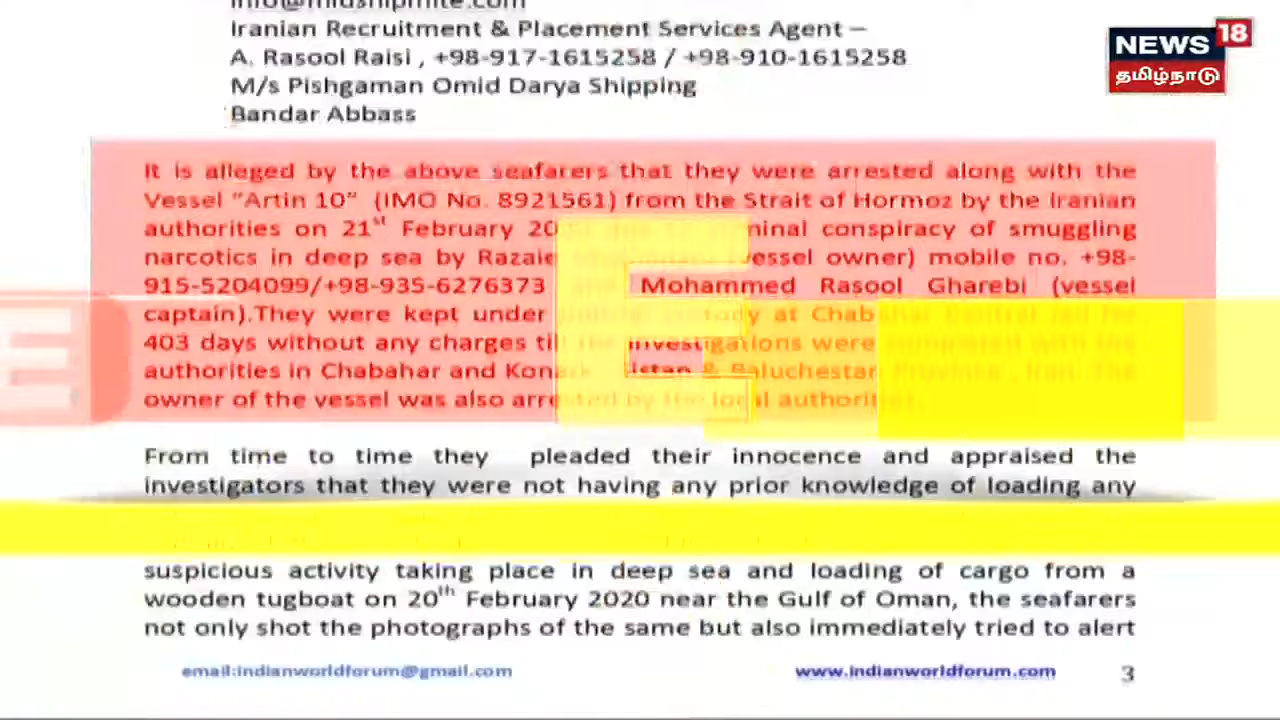 info@midshipmite.com
Iranian Recruitment & Placement Services Agent –
A. Rasool Raisi , +98-917-1615258 / +98-910-1615258
M/s Pishgaman Omid Darya Shipping
Bandar Abbass
NEWS 18
தமிழ்நாடு
It is alleged by the above seafarers that they were arrested along with the
Vessel "Artin 10" (IMO No. 8921561) from the Strait of Hormoz by the Iranian
authorities on 21st February criminal conspiracy of smuggling
narcotics in deep sea by Razaie (vessel owner) mobile no. +98-
915-5204099/+98-935-6276373 Mohammed Rasool Gharebi (vessel
captain).They were kept under custody at Chabahar Central for
403 days without any charges till investigations were completed with the
authorities in Chabahar and Konarak & Baluchestan Province , Iran. The
owner of the vessel was also arrested by the local
From time to time they pleaded their innocence and appraised the
investigators that they were not having any prior knowledge of loading any
suspicious activity taking place in deep sea and loading of cargo from a
wooden tugboat on 20th February 2020 near the Gulf of Oman, the seafarers
not only shot the photographs of the same but also immediately tried to alert
email:indianworldforum@gmail.com www.indianworldforum.com 3